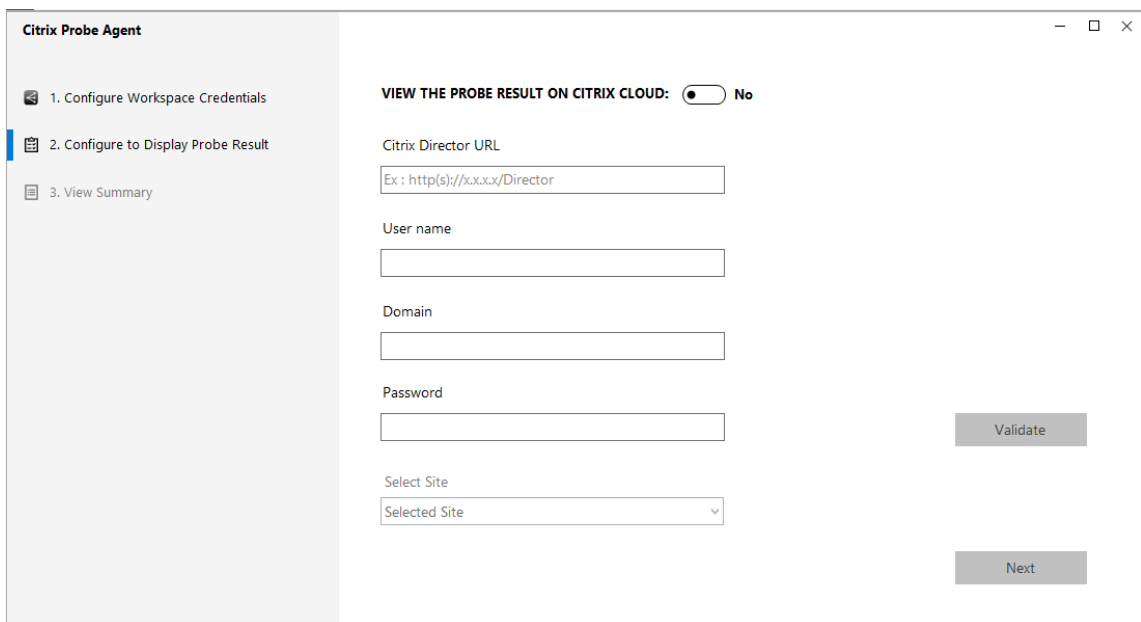 Citrix Probe Agent
1. Configure Workspace Credentials
2. Configure to Display Probe Result
3. View Summary
VIEW THE PROBE RESULT ON CITRIX CLOUD: No
Citrix Director URL
Ex : http(s)://x.x.x.x/Director
User name
Domain
Password
Validate
Select Site
Selected Site
Next